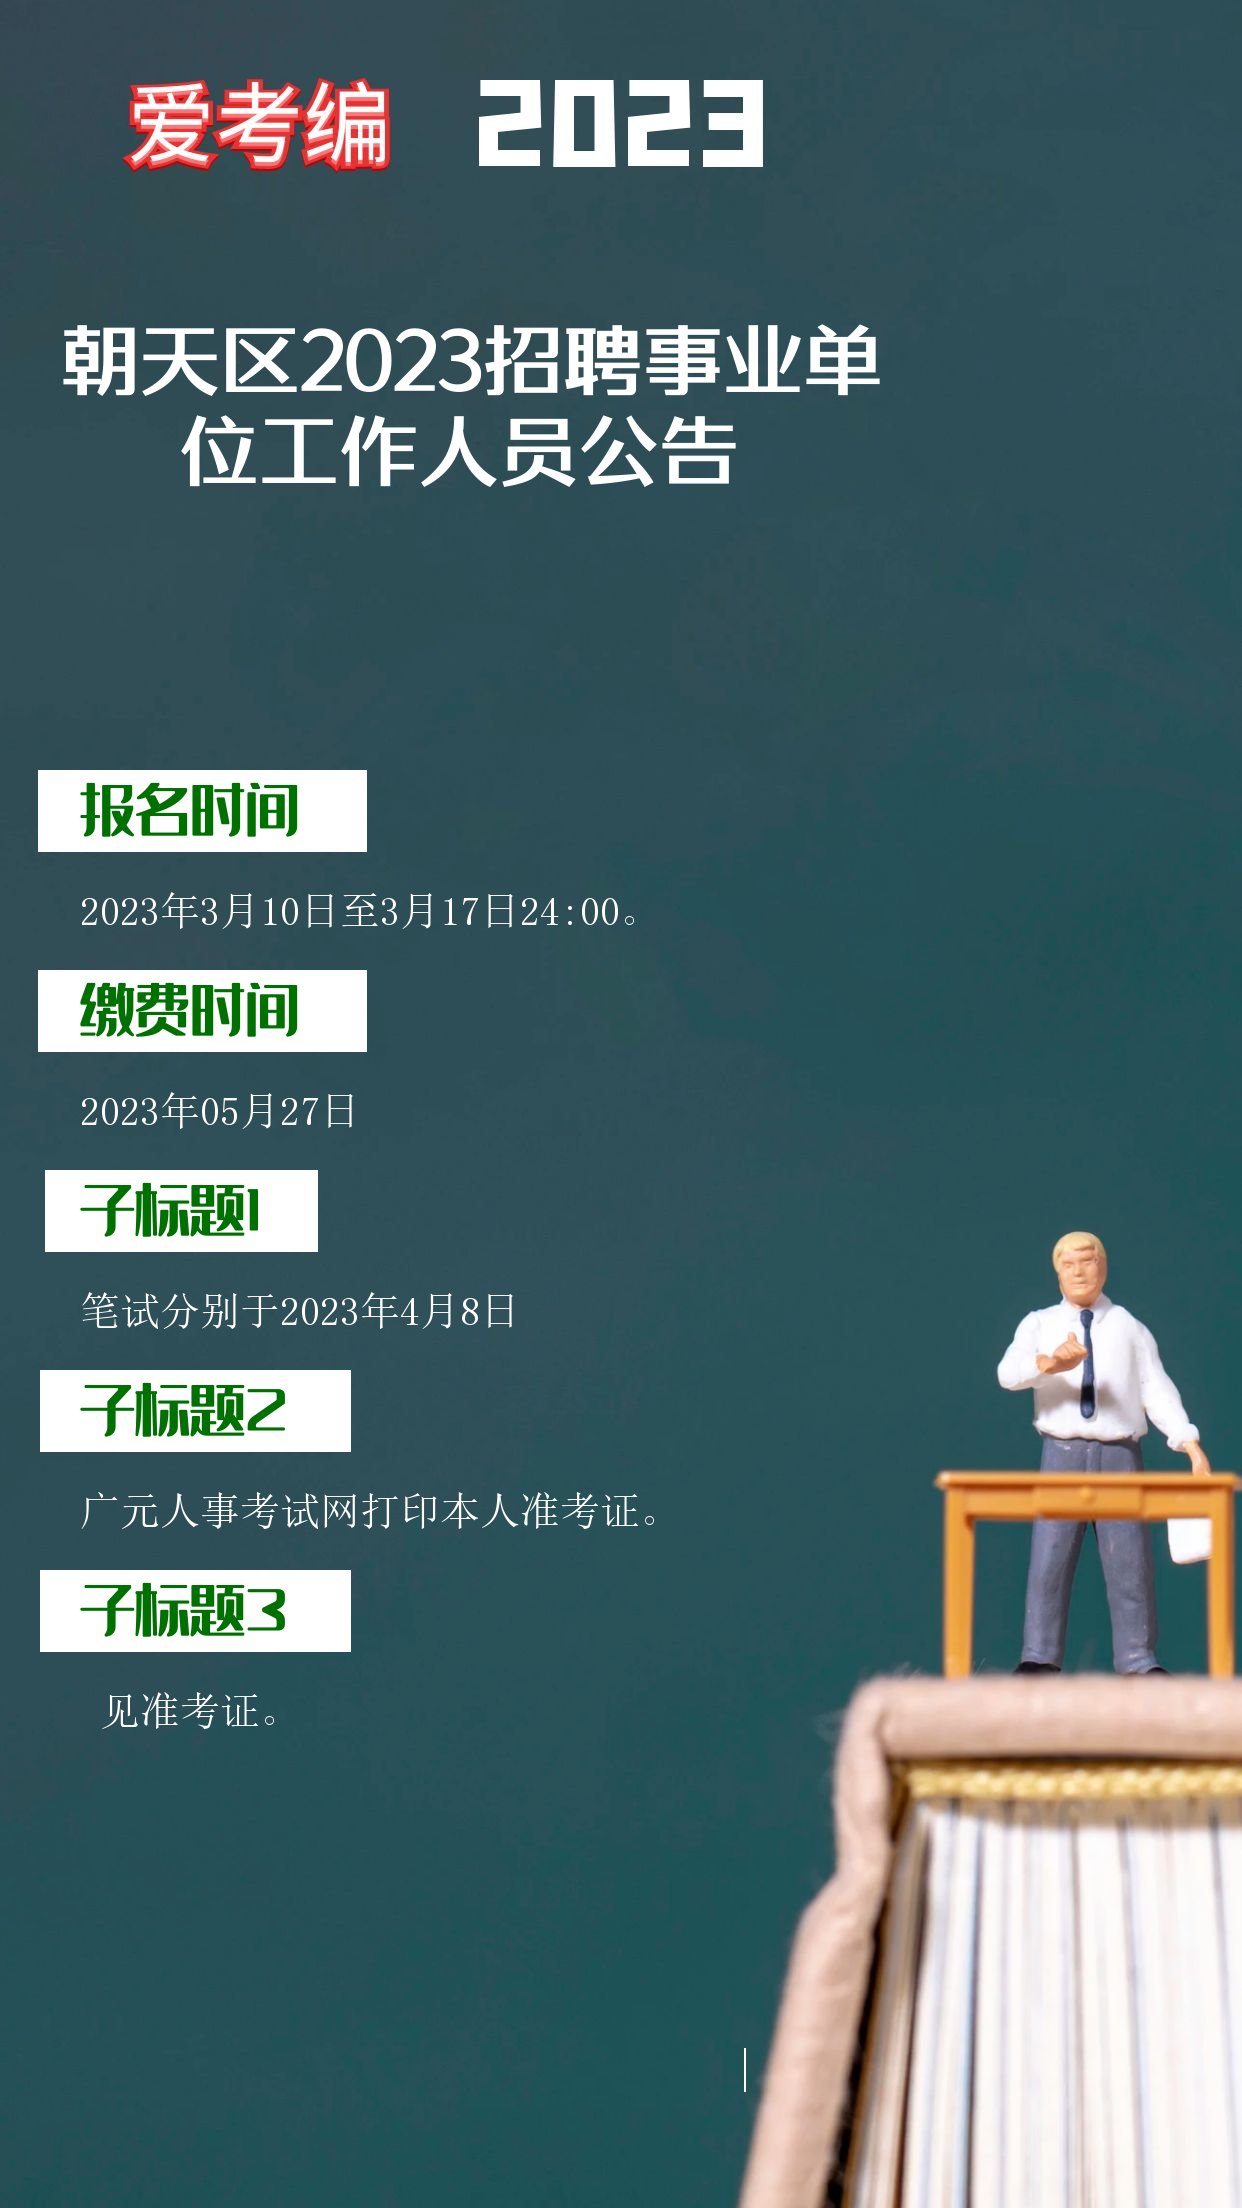 爱考编 2023
朝天区2023招聘事业单
位工作人员公告
报名时间
2023年3月10日至3月17日24:00。
缴费时间
2023年05月27日
子标题1
笔试分别于2023年4月8日
子标题2
广元人事考试网打印本人准考证。
子标题3
见准考证。